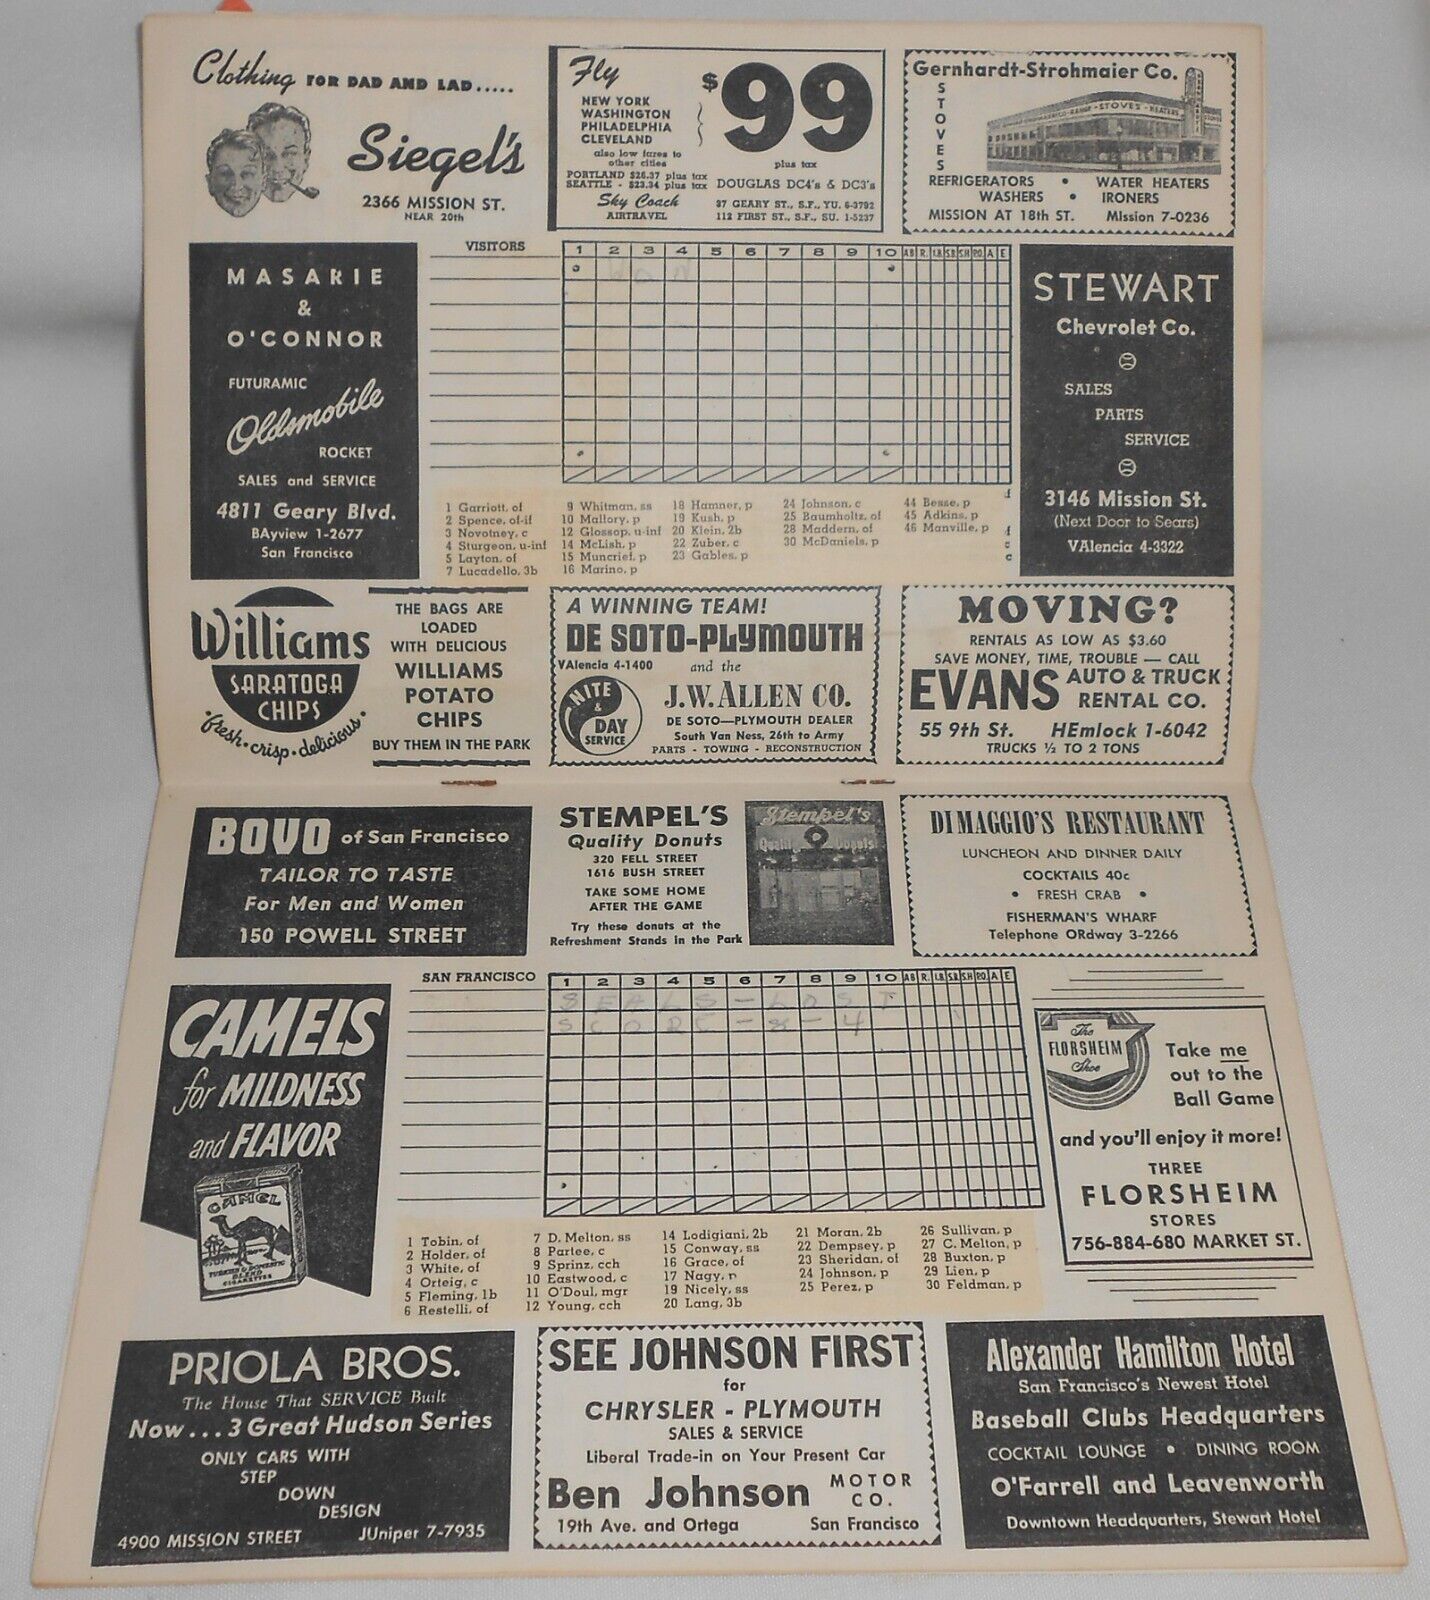 Clothing FOR DAD AND LAD.....
Siegel's
2366 MISSION ST.
NEAR 20th
Fly
NEW YORK
WASHINGTON
PHILADELPHIA
CLEVELAND
also low fares to
other cities
PORTLAND $26.37 plus tax
SEATTLE - $23.34 plus tax
Sky Coach
AIRTRAVEL
$99
plus tax
DOUGLAS DC4's & DC3's
87 GEARY ST., S.F., YU. 6-3792
112 FIRST ST., S.F., SU. 1-5237
Gernhardt-Strohmaier Co.
STOVES
STOVES - HEATERS
REFRIGERATORS • WATER HEATERS
WASHERS • IRONERS
MISSION AT 18th ST. MIssion 7-0236
MASARIE
&
O'CONNOR
FUTURAMIC
Oldsmobile
ROCKET
SALES and SERVICE
4811 Geary Blvd.
BAyview 1-2677
San Francisco
VISITORS 1 2 3 4 5 6 7 8 9 10 AB R. I.B. S.B. S.H. P.O. A E
WON
1 Garriott, of
2 Spence, of-if
3 Novotney, c
4 Sturgeon, u-inf
5 Layton, of
7 Lucadello, 3b
9 Whitman, ss
10 Mallory, p
12 Glossop, u-inf
14 McLish, p
15 Muncrief, p
16 Marino, p
18 Hamner, p
19 Kush, p
20 Klein, 2b
22 Zuber, c
23 Gables, p
24 Johnson, c
25 Baumholtz, of
28 Maddern, of
30 McDaniels, p
44 Besse, p
45 Adkins, p
46 Manville, p
STEWART
Chevrolet Co.
SALES
PARTS
SERVICE
3146 Mission St.
(Next Door to Sears)
VAlencia 4-3322
Williams
SARATOGA
CHIPS
fresh • crisp • delicious
THE BAGS ARE
LOADED
WITH DELICIOUS
WILLIAMS
POTATO
CHIPS
BUY THEM IN THE PARK
A WINNING TEAM!
DE SOTO-PLYMOUTH
VAlencia 4-1400 and the
NITE
&
DAY
SERVICE
J.W. ALLEN CO.
DE SOTO—PLYMOUTH DEALER
South Van Ness, 26th to Army
PARTS - TOWING - RECONSTRUCTION
MOVING?
RENTALS AS LOW AS $3.60
SAVE MONEY, TIME, TROUBLE — CALL
EVANS AUTO & TRUCK
RENTAL CO.
55 9th St. HEmlock 1-6042
TRUCKS ½ TO 2 TONS
BOVO of San Francisco
TAILOR TO TASTE
For Men and Women
150 POWELL STREET
STEMPEL'S
Quality Donuts
320 FELL STREET
1616 BUSH STREET
TAKE SOME HOME
AFTER THE GAME
Try these donuts at the
Refreshment Stands in the Park
Stempel's
Quality Donuts
DI MAGGIO'S RESTAURANT
LUNCHEON AND DINNER DAILY
COCKTAILS 40c
• FRESH CRAB •
FISHERMAN'S WHARF
Telephone ORdway 3-2266
CAMELS
for MILDNESS
and FLAVOR
CAMEL
TURKISH & DOMESTIC
BLEND
CIGARETTES
SAN FRANCISCO 1 2 3 4 5 6 7 8 9 10 AB R. I.B. S.B. S.H. P.O. A E
SEALS-LOST
SCORE-8-4
1 Tobin, of
2 Holder, of
3 White, of
4 Orteig, c
5 Fleming, 1b
6 Restelli, of
7 D. Melton, ss
8 Partee, c
9 Sprinz, cch
10 Eastwood, c
11 O'Doul, mgr
12 Young, cch
14 Lodigiani, 2b
15 Conway, ss
16 Grace, of
17 Nagy, p
19 Nicely, ss
20 Lang, 3b
21 Moran, 2b
22 Dempsey, p
23 Sheridan, of
24 Johnson, p
25 Perez, p
26 Sullivan, p
27 C. Melton, p
28 Buxton, p
29 Lien, p
30 Feldman, p
The
FLORSHEIM
Shoe
Take me
out to the
Ball Game
and you'll enjoy it more!
THREE
FLORSHEIM
STORES
756-884-680 MARKET ST.
PRIOLA BROS.
The House That SERVICE Built
Now...3 Great Hudson Series
ONLY CARS WITH
STEP
DOWN
DESIGN
4900 MISSION STREET JUniper 7-7935
SEE JOHNSON FIRST
for
CHRYSLER - PLYMOUTH
SALES & SERVICE
Liberal Trade-in on Your Present Car
Ben Johnson MOTOR CO.
19th Ave. and Ortega San Francisco
Alexander Hamilton Hotel
San Francisco's Newest Hotel
Baseball Clubs Headquarters
COCKTAIL LOUNGE • DINING ROOM
O'Farrell and Leavenworth
Downtown Headquarters, Stewart Hotel